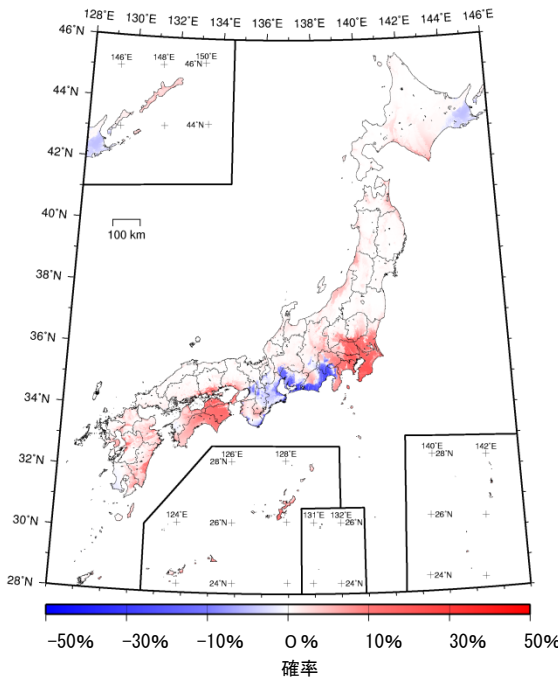 128˚E 130˚E 132˚E 134˚E 136˚E 138˚E 140˚E 142˚E 144˚E 146˚E
46˚N
146˚E 148˚E 150˚E
46˚N
44˚N
44˚N
42˚N
40˚N
100 km
38˚N
36˚N
34˚N
32˚N
126˚E 128˚E
28˚N
140˚E 142˚E
28˚N
124˚E
26˚N
131˚E 132˚E
26˚N
26˚N
30˚N
24˚N
24˚N
24˚N
28˚N
-50% -30% -10% 0% 10% 30% 50%
確率